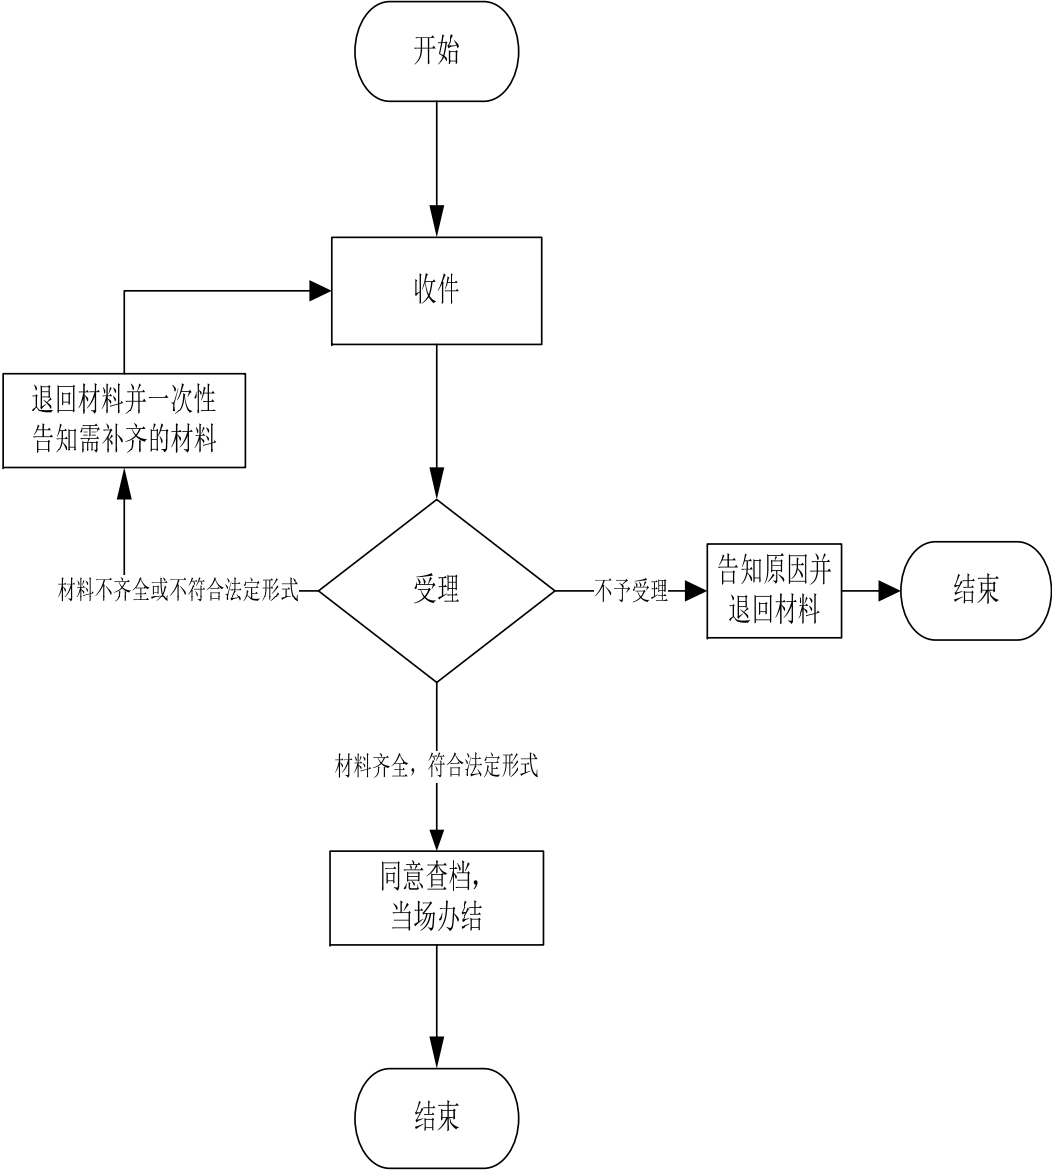 开始
收件
退回材料并一次性
告知需补齐的材料
材料不齐全或不符合法定形式
受理
不予受理
告知原因并
退回材料
结束
材料齐全，符合法定形式
同意查档，
当场办结
结束